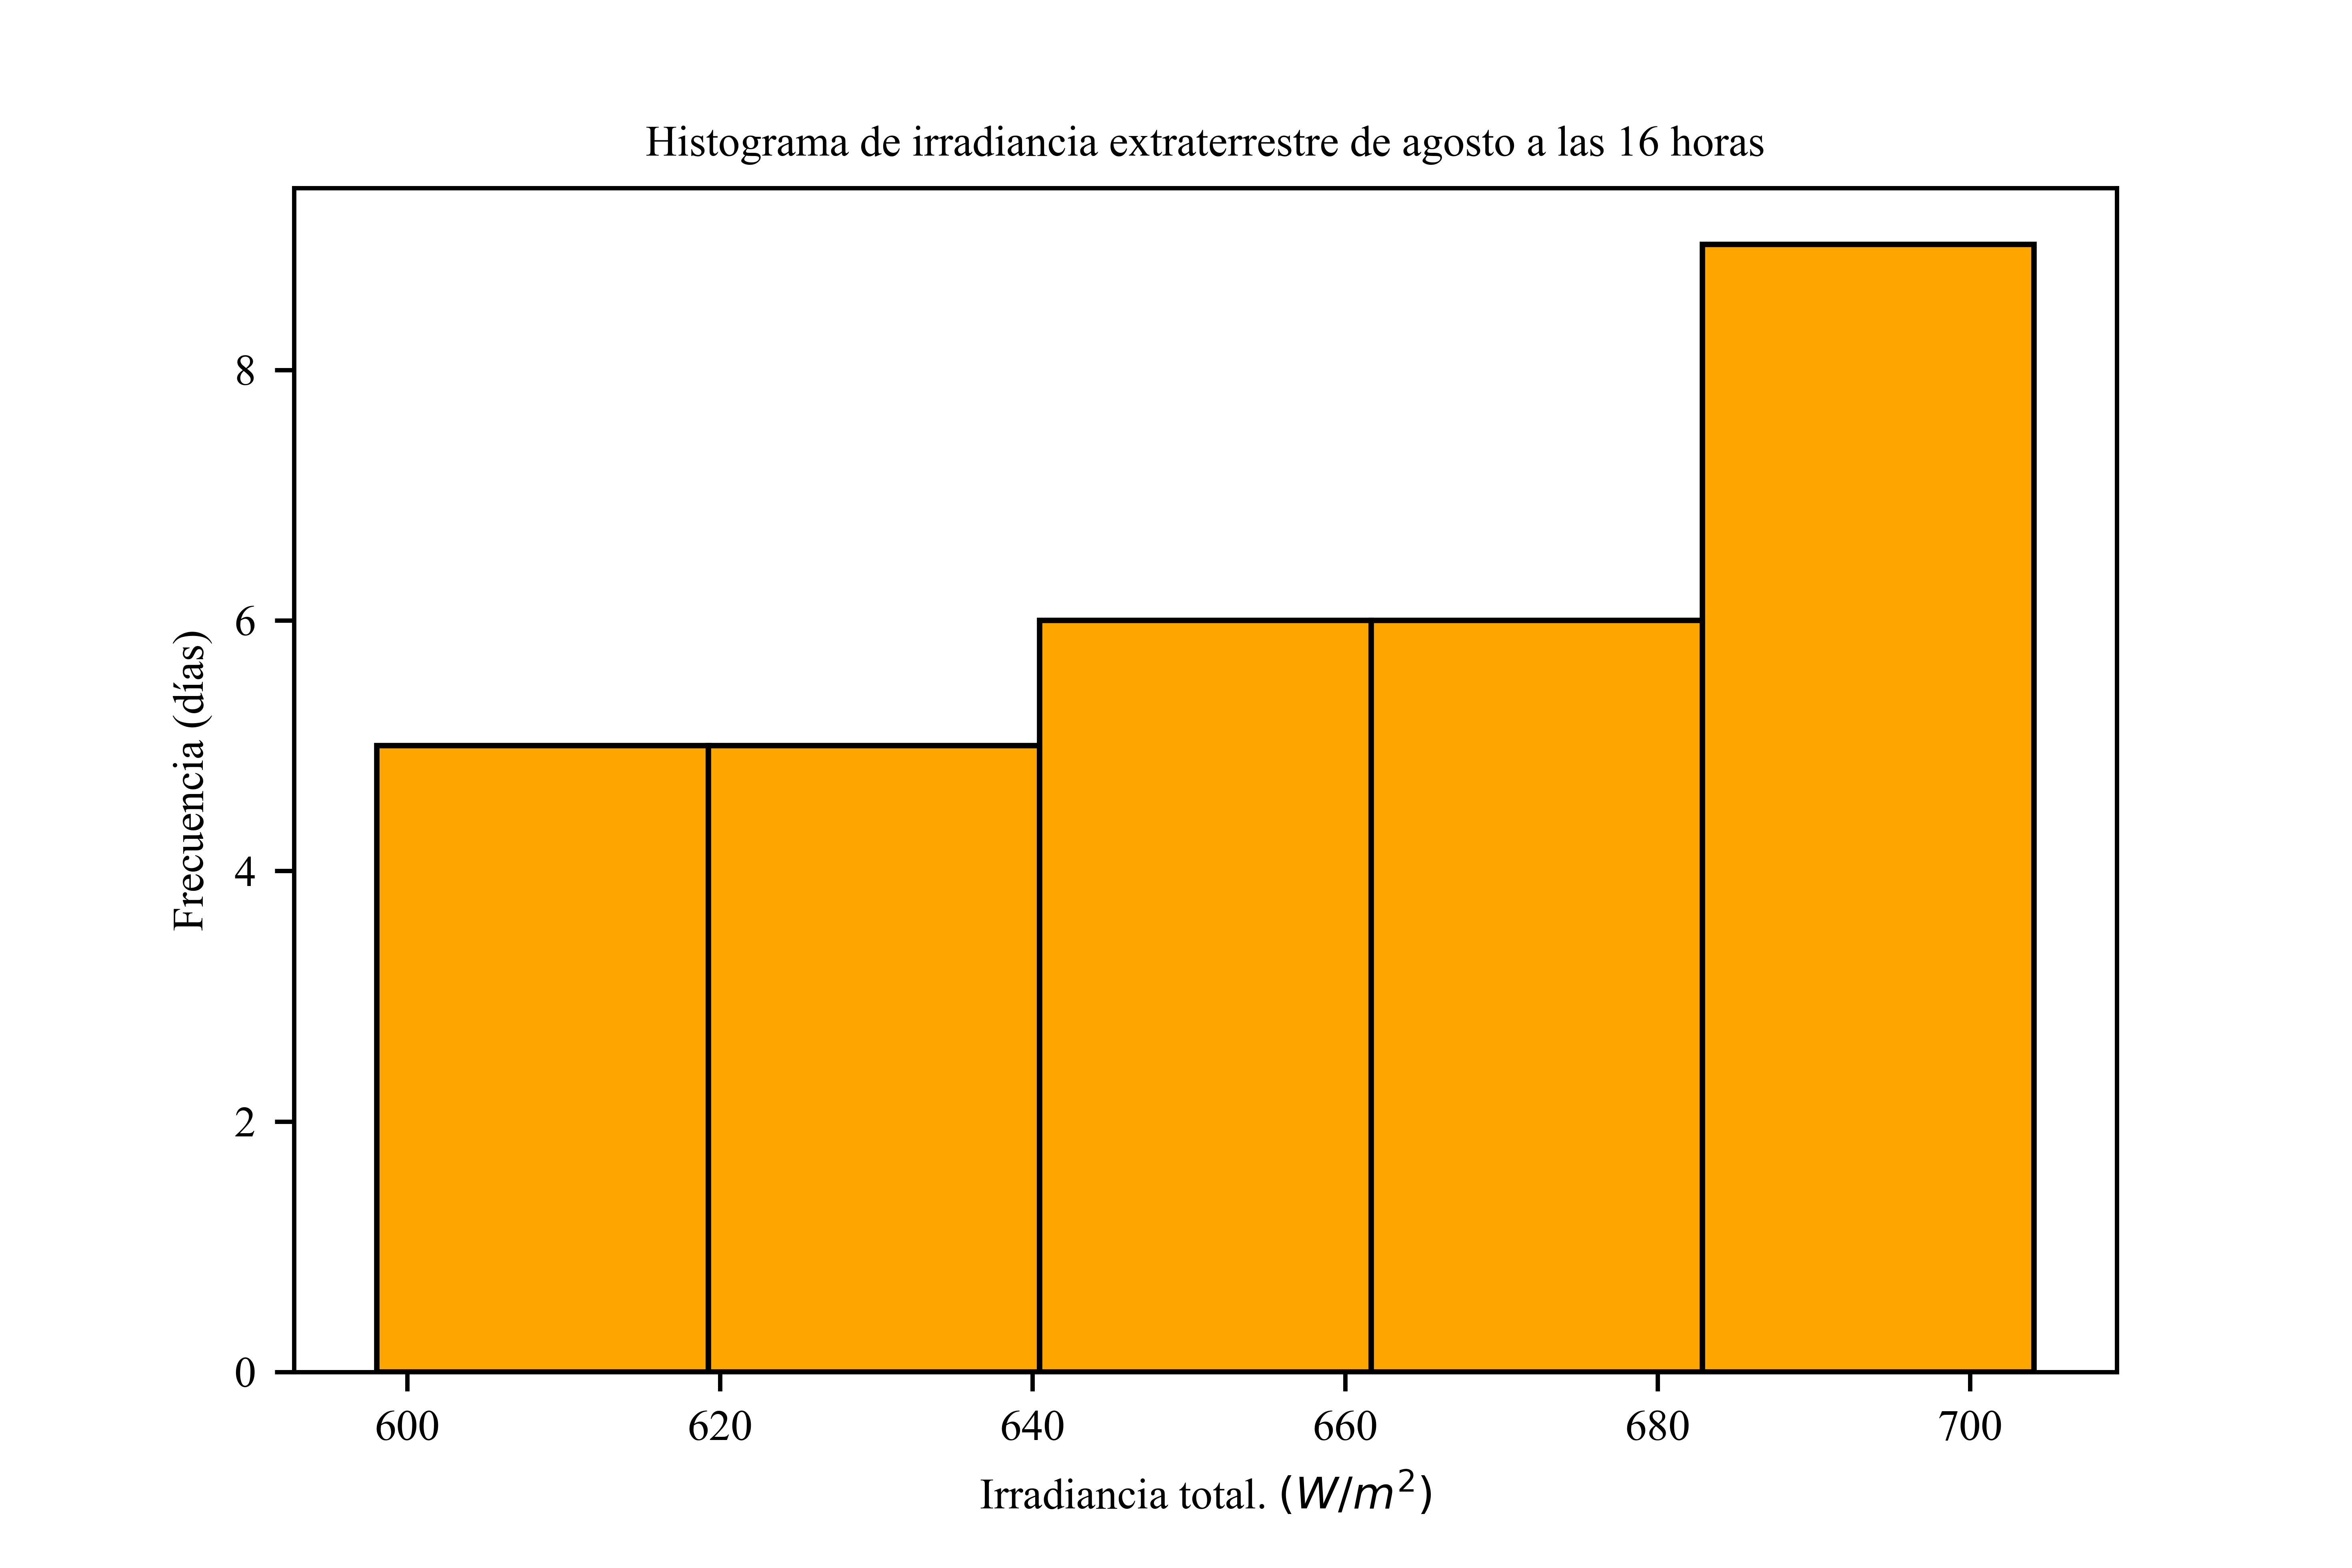 Histograma de irradiancia extraterrestre de agosto a las 16 horas
Frecuencia (días)
8
6
4
2
0
600 620 640 660 680 700
Irradiancia total. (W/m²)